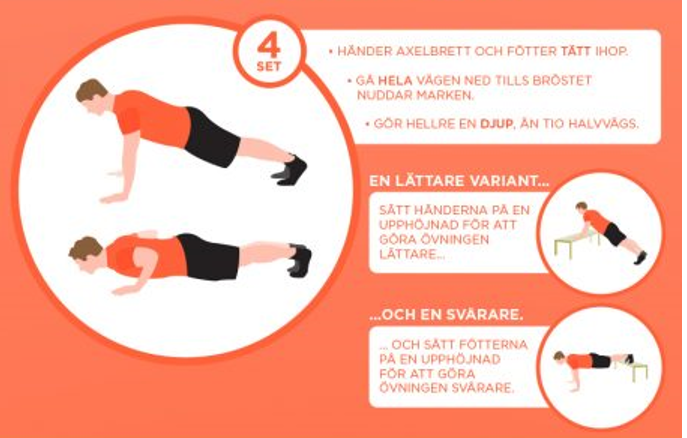 4
SET
• HÄNDER AXELBRETT OCH FÖTTER TÄTT IHOP.
• GÅ HELA VÄGEN NED TILLS BRÖSTET
NUDDAR MARKEN.
• GÖR HELLRE EN DJUP, ÄN TIO HALVVÄGS.
EN LÄTTARE VARIANT...
SÄTT HÄNDERNA PÅ EN
UPPHÖJNAD FÖR ATT
GÖRA ÖVNINGEN
LÄTTARE...
...OCH EN SVÅRARE.
... OCH SÄTT FÖTTERNA
PÅ EN UPPHÖJNAD
FÖR ATT GÖRA
ÖVNINGEN SVÅRARE.